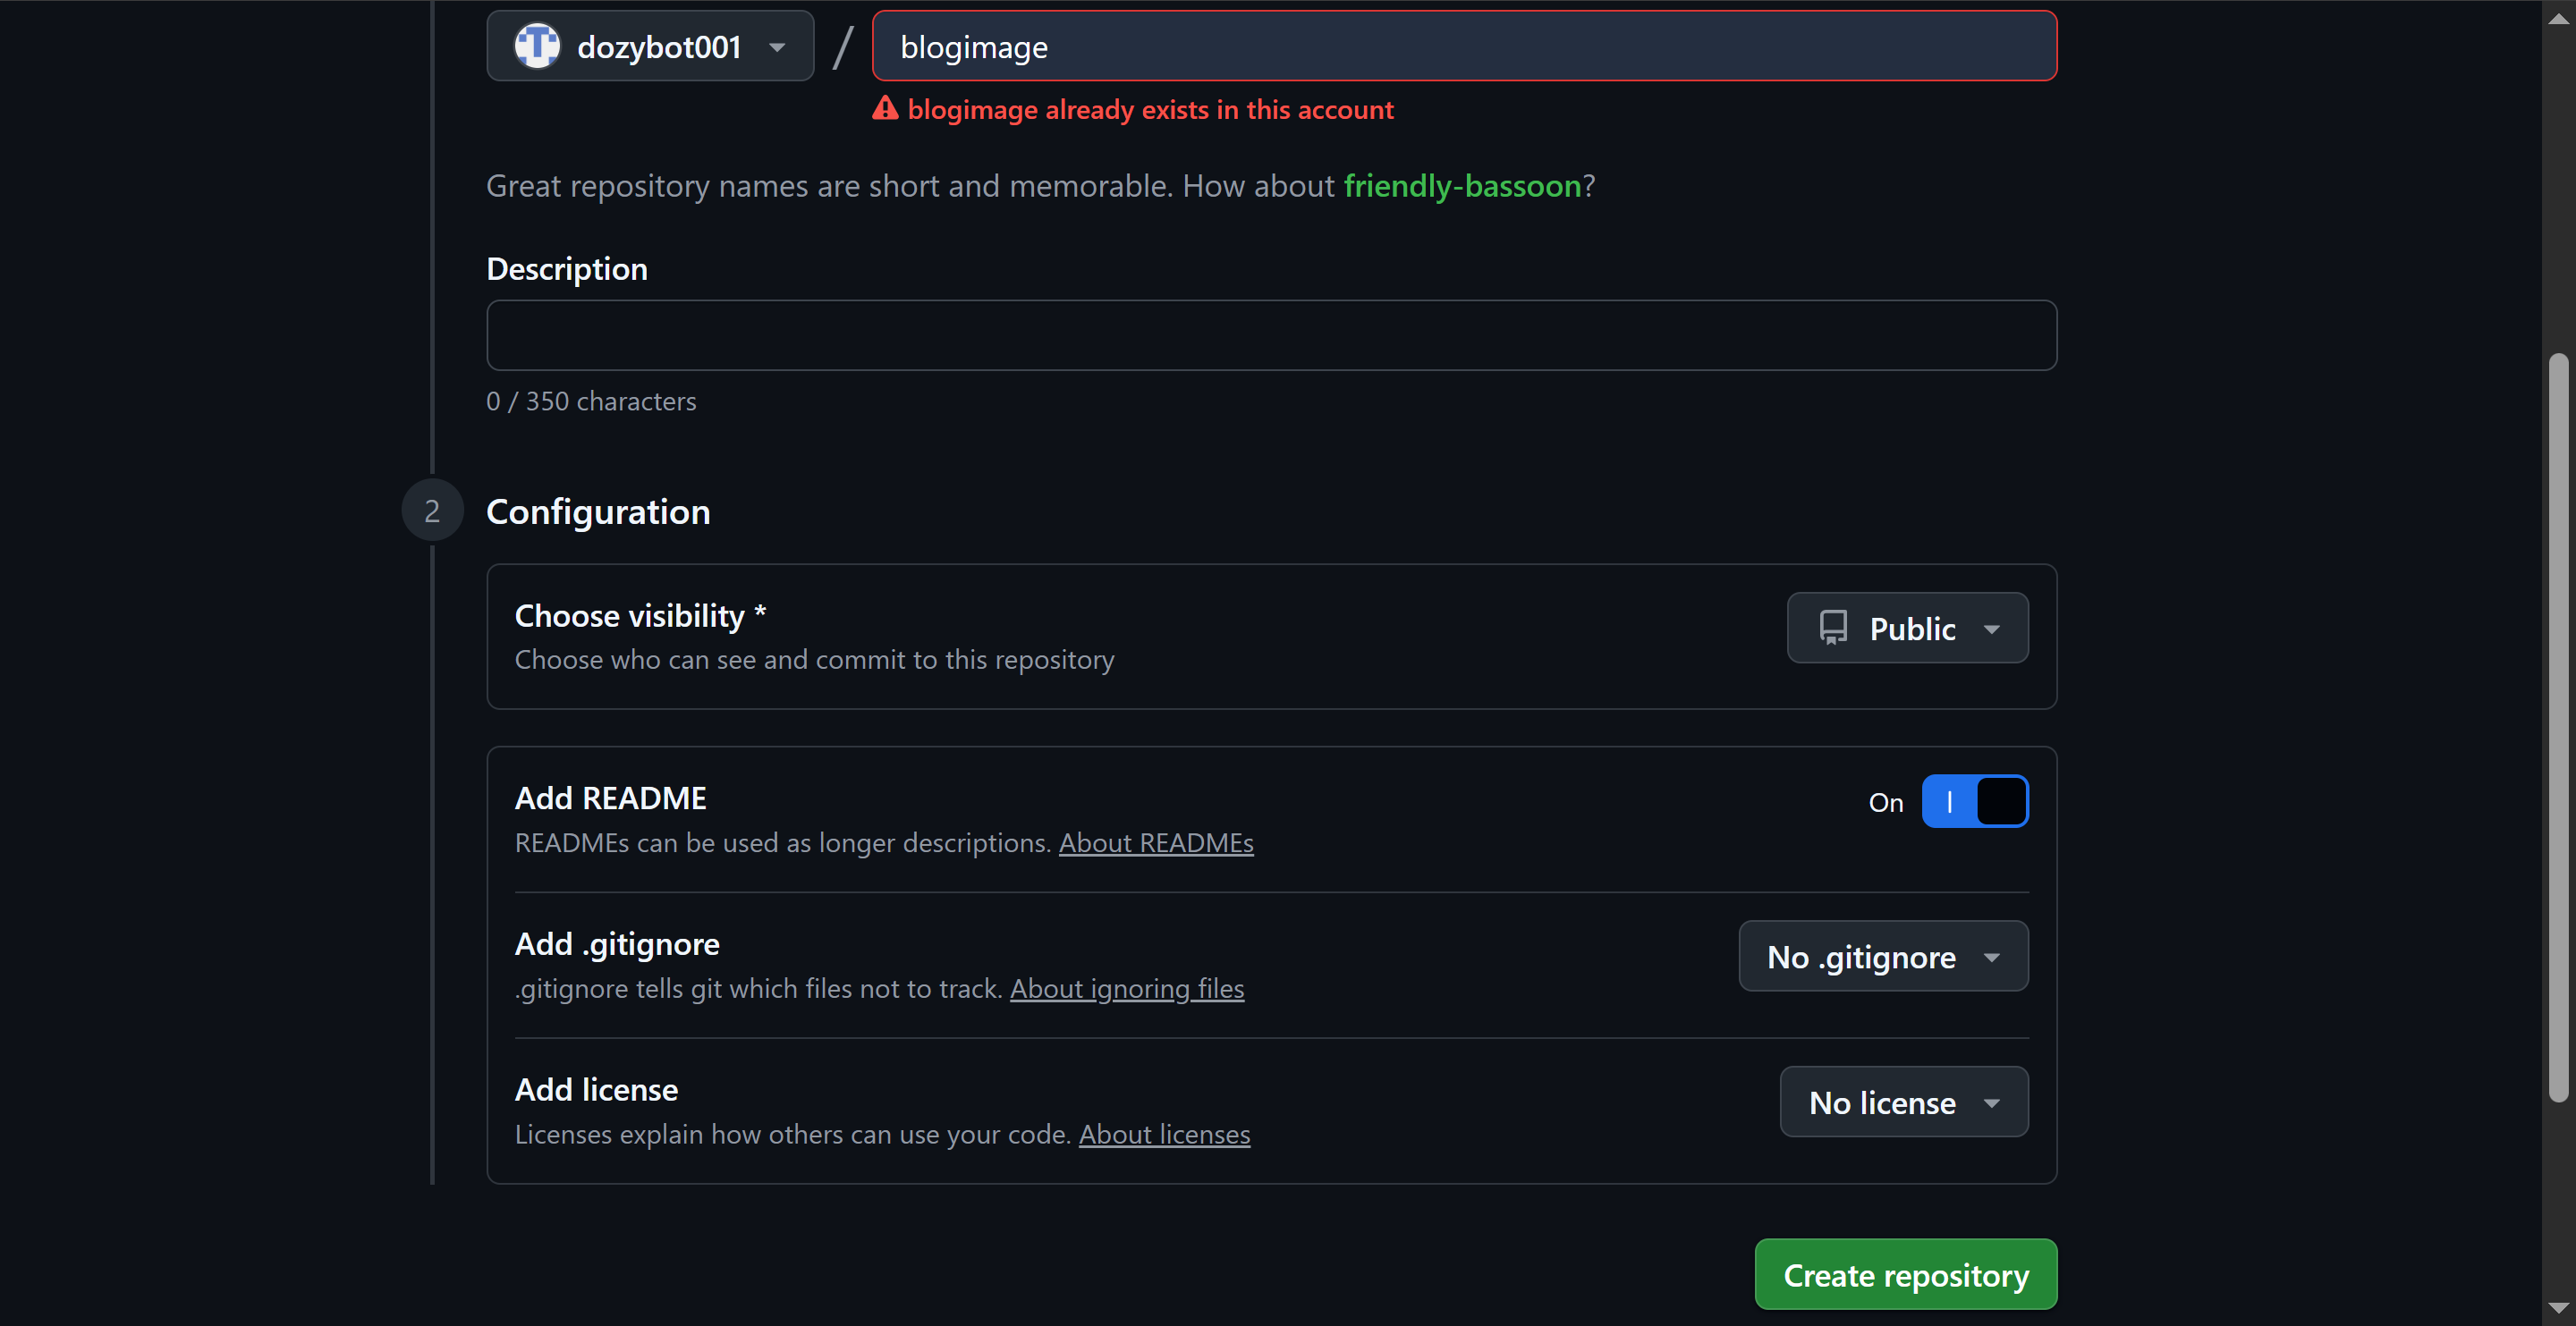 dozybot001 / blogimage
blogimage already exists in this account
Great repository names are short and memorable. How about friendly-bassoon?
Description
0 / 350 characters
2 Configuration
Choose visibility * Public
Choose who can see and commit to this repository
Add README On
READMEs can be used as longer descriptions. About READMEs
Add .gitignore No .gitignore
.gitignore tells git which files not to track. About ignoring files
Add license No license
Licenses explain how others can use your code. About licenses
Create repository